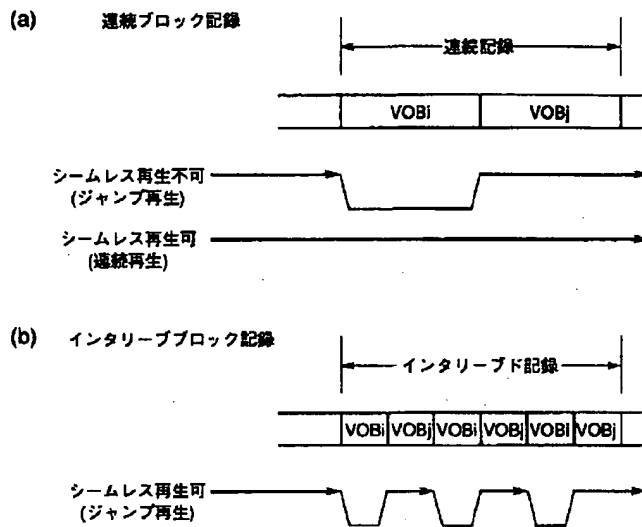 (a) 連続ブロック記録
連続記録
VOBi VOBj
シームレス再生不可
(ジャンプ再生)
シームレス再生可
(連続再生)
(b) インタリーブブロック記録
インタリーブド記録
VOBi VOBj VOBi VOBj VOBi VOBj
シームレス再生可
(ジャンプ再生)